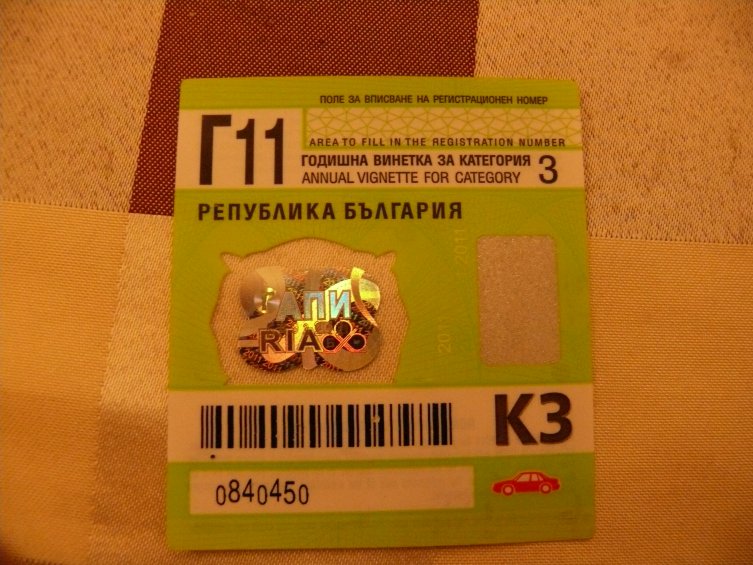 ПОЛЕ ЗА ВПИСВАНЕ НА РЕГИСТРАЦИОНЕН НОМЕР
Г11
AREA TO FILL IN THE REGISTRATION NUMBER
ГОДИШНА ВИНЕТКА ЗА КАТЕГОРИЯ 3
ANNUAL VIGNETTE FOR CATEGORY
РЕПУБЛИКА БЪЛГАРИЯ
АПИ
RIA
2011
K3
0840450